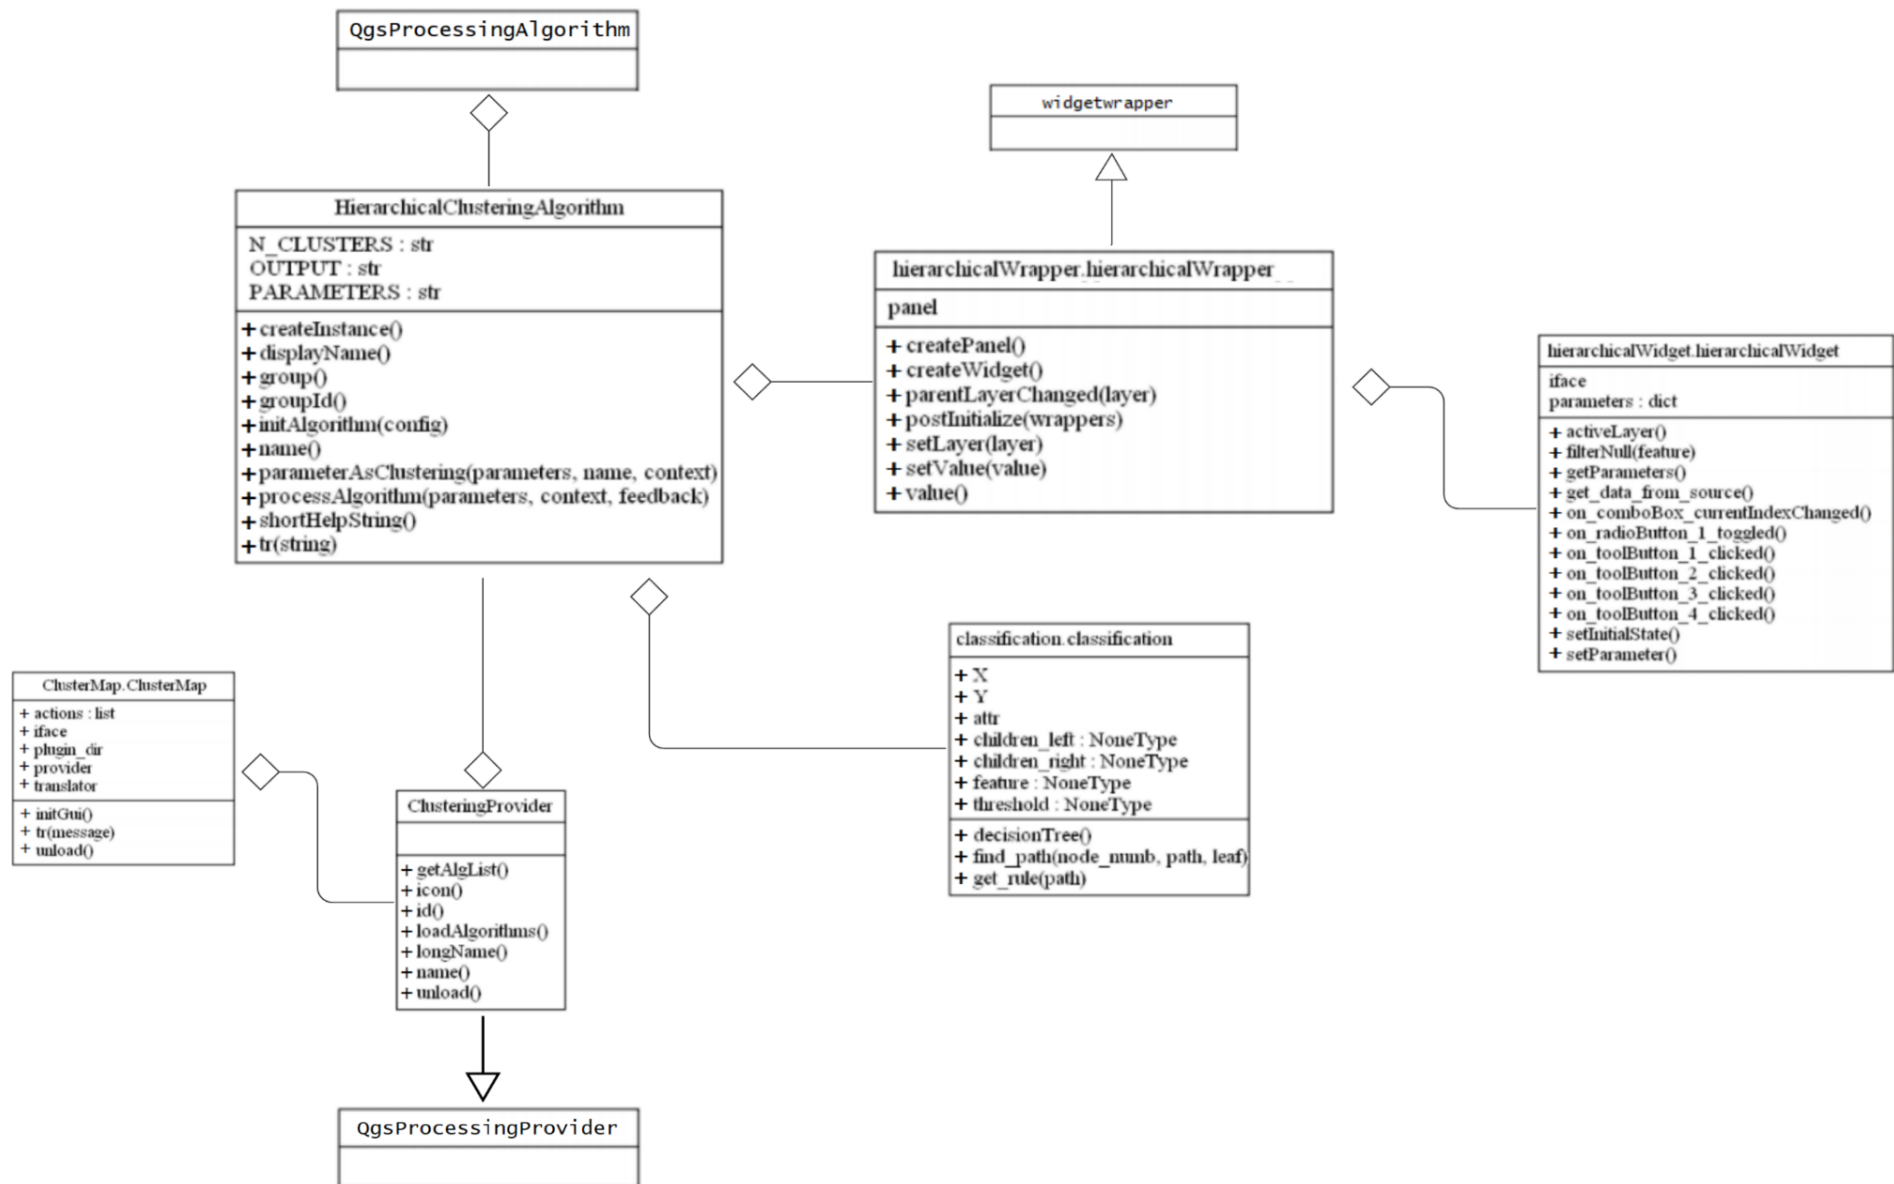 QgsProcessingAlgorithm
widgetwrapper
HierarchicalClusteringAlgorithm
N_CLUSTERS : str
OUTPUT : str
PARAMETERS : str
+createInstance()
+displayName()
+group()
+groupId()
+initAlgorithm(config)
+name()
+parameterAsClustering(parameters, name, context)
+processAlgorithm(parameters, context, feedback)
+shortHelpString()
+tr(string)
hierarchicalWrapper.hierarchicalWrapper
panel
+ createPanel()
+ createWidget()
+ parentLayerChanged(layer)
+ postInitialize(wrappers)
+ setLayer(layer)
+ setValue(value)
+ value()
hierarchicalWidget.hierarchicalWidget
iface
parameters : dict
+ activeLayer()
+ filterNull(feature)
+ getParameters()
+ get_data_from_source()
+ on_comboBox_currentIndexChanged()
+ on_radioButton_1_toggled()
+ on_toolButton_1_clicked()
+ on_toolButton_2_clicked()
+ on_toolButton_3_clicked()
+ on_toolButton_4_clicked()
+ setInitialState()
+ setParameter()
classification.classification
+ X
+ Y
+ attr
+ children_left : NoneType
+ children_right : NoneType
+ feature : NoneType
+ threshold : NoneType
+ decisionTree()
+ find_path(node_numb, path, leaf)
+ get_rule(path)
ClusterMap.ClusterMap
+ actions : list
+ iface
+ plugin_dir
+ provider
+ translator
+ initGui()
+ tr(message)
+ unload()
ClusteringProvider
+ getAlgList()
+ icon()
+ id()
+ loadAlgorithms()
+ longName()
+ name()
+ unload()
QgsProcessingProvider